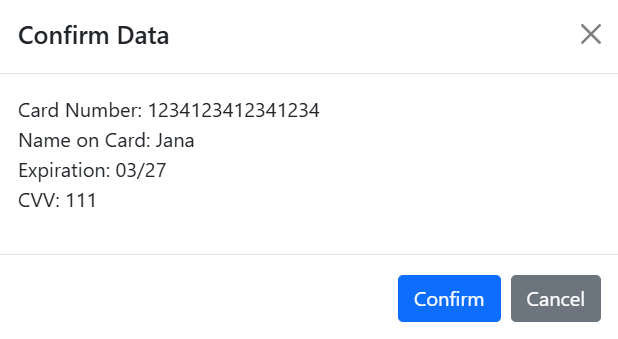 Confirm Data
Card Number: 1234123412341234
Name on Card: Jana
Expiration: 03/27
CVV: 111
Confirm
Cancel